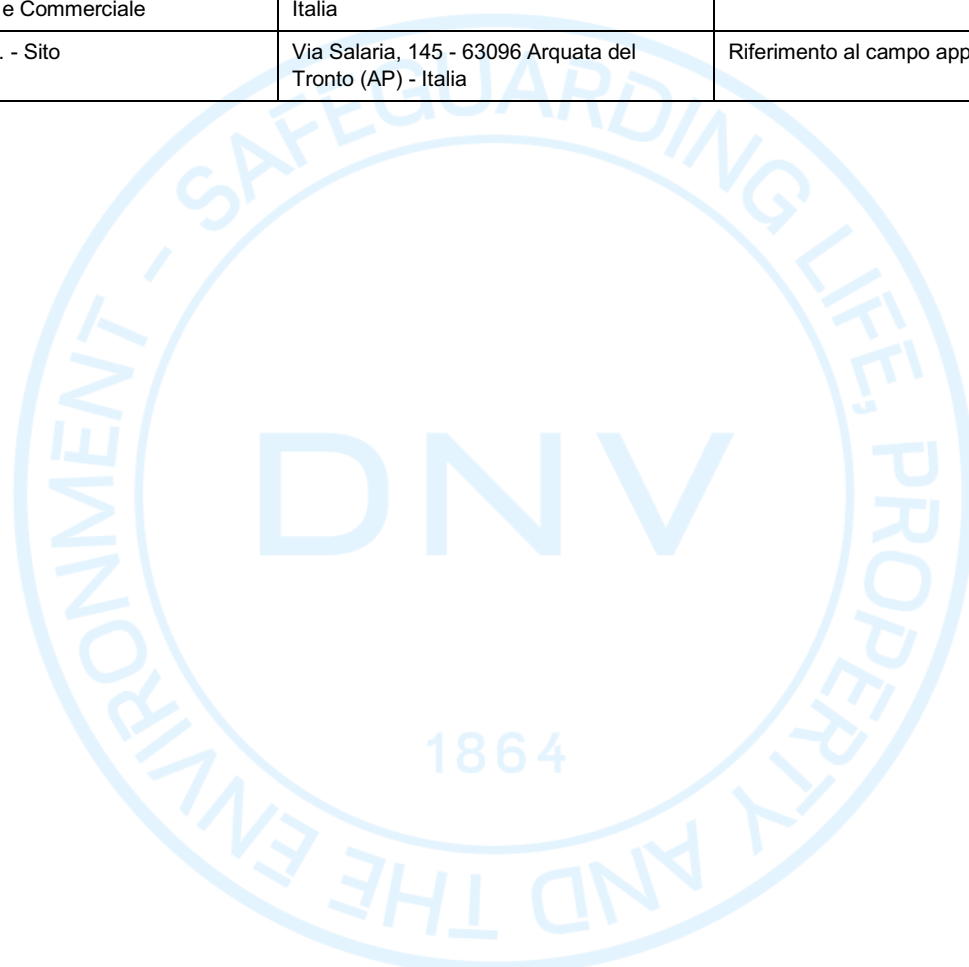 e Commerciale
Italia
. - Sito
Via Salaria, 145 - 63096 Arquata del
Tronto (AP) - Italia
Riferimento al campo app
SAFEGUARDING LIFE, PROPERTY AND THE ENVIRONMENT -
DNV
1864